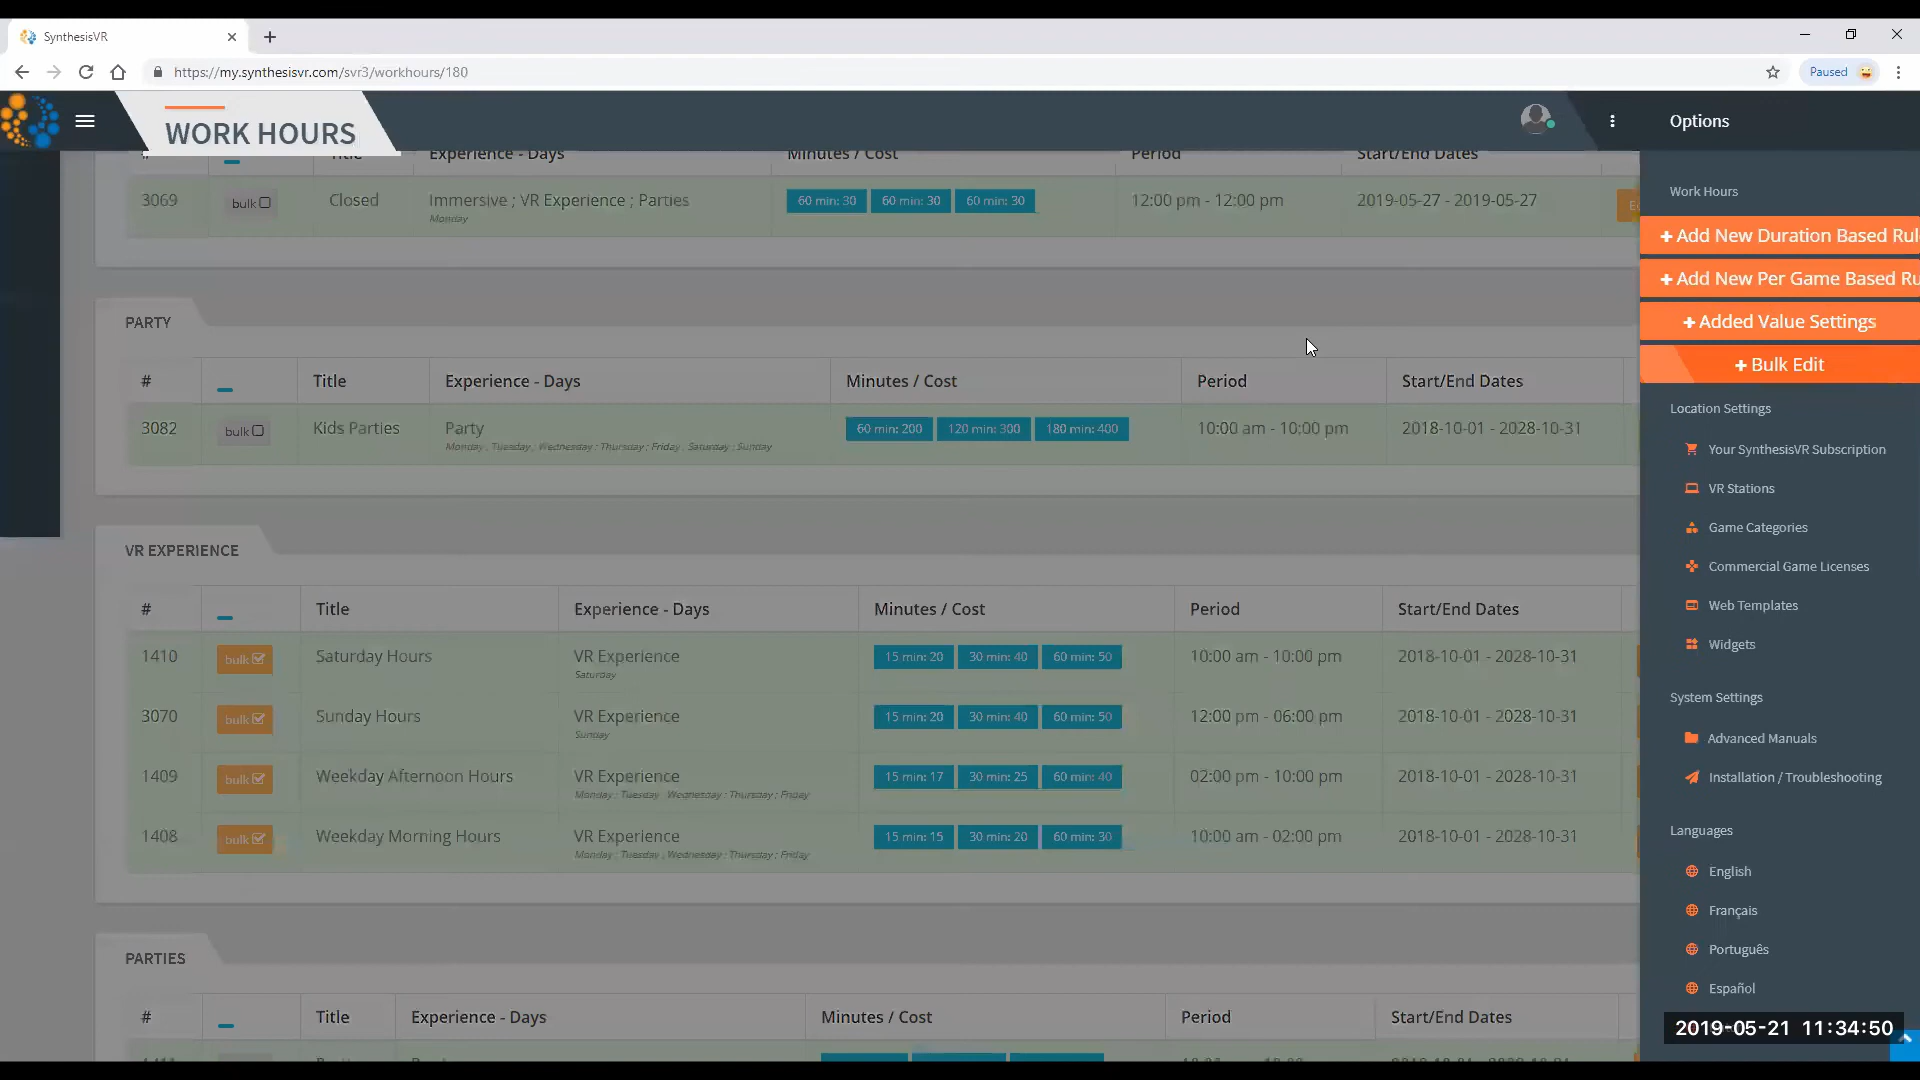 SynthesisVR
https://my.synthesisvr.com/svr3/workhours/180
Paused
WORK HOURS
Options
# Title Experience - Days Minutes / Cost Period Start/End Dates
3069 bulk Closed Immersive ; VR Experience ; Parties 60 min: 30 60 min: 30 60 min: 30 12:00 pm - 12:00 pm 2019-05-27 - 2019-05-27
Monday
PARTY
# Title Experience - Days Minutes / Cost Period Start/End Dates
3082 bulk Kids Parties Party 60 min: 200 120 min: 300 180 min: 400 10:00 am - 10:00 pm 2018-10-01 - 2028-10-31
Monday ; Tuesday ; Wednesday ; Thursday ; Friday ; Saturday ; Sunday
VR EXPERIENCE
# Title Experience - Days Minutes / Cost Period Start/End Dates
1410 bulk Saturday Hours VR Experience 15 min: 20 30 min: 40 60 min: 50 10:00 am - 10:00 pm 2018-10-01 - 2028-10-31
Saturday
3070 bulk Sunday Hours VR Experience 15 min: 20 30 min: 40 60 min: 50 12:00 pm - 06:00 pm 2018-10-01 - 2028-10-31
Sunday
1409 bulk Weekday Afternoon Hours VR Experience 15 min: 17 30 min: 25 60 min: 40 02:00 pm - 10:00 pm 2018-10-01 - 2028-10-31
Monday ; Tuesday ; Wednesday ; Thursday ; Friday
1408 bulk Weekday Morning Hours VR Experience 15 min: 15 30 min: 20 60 min: 30 10:00 am - 02:00 pm 2018-10-01 - 2028-10-31
Monday ; Tuesday ; Wednesday ; Thursday ; Friday
PARTIES
# Title Experience - Days Minutes / Cost Period Start/End Dates
Work Hours
+ Add New Duration Based Rul
+ Add New Per Game Based Ru
+ Added Value Settings
+ Bulk Edit
Location Settings
Your SynthesisVR Subscription
VR Stations
Game Categories
Commercial Game Licenses
Web Templates
Widgets
System Settings
Advanced Manuals
Installation / Troubleshooting
Languages
English
Français
Português
Español
2019-05-21 11:34:50